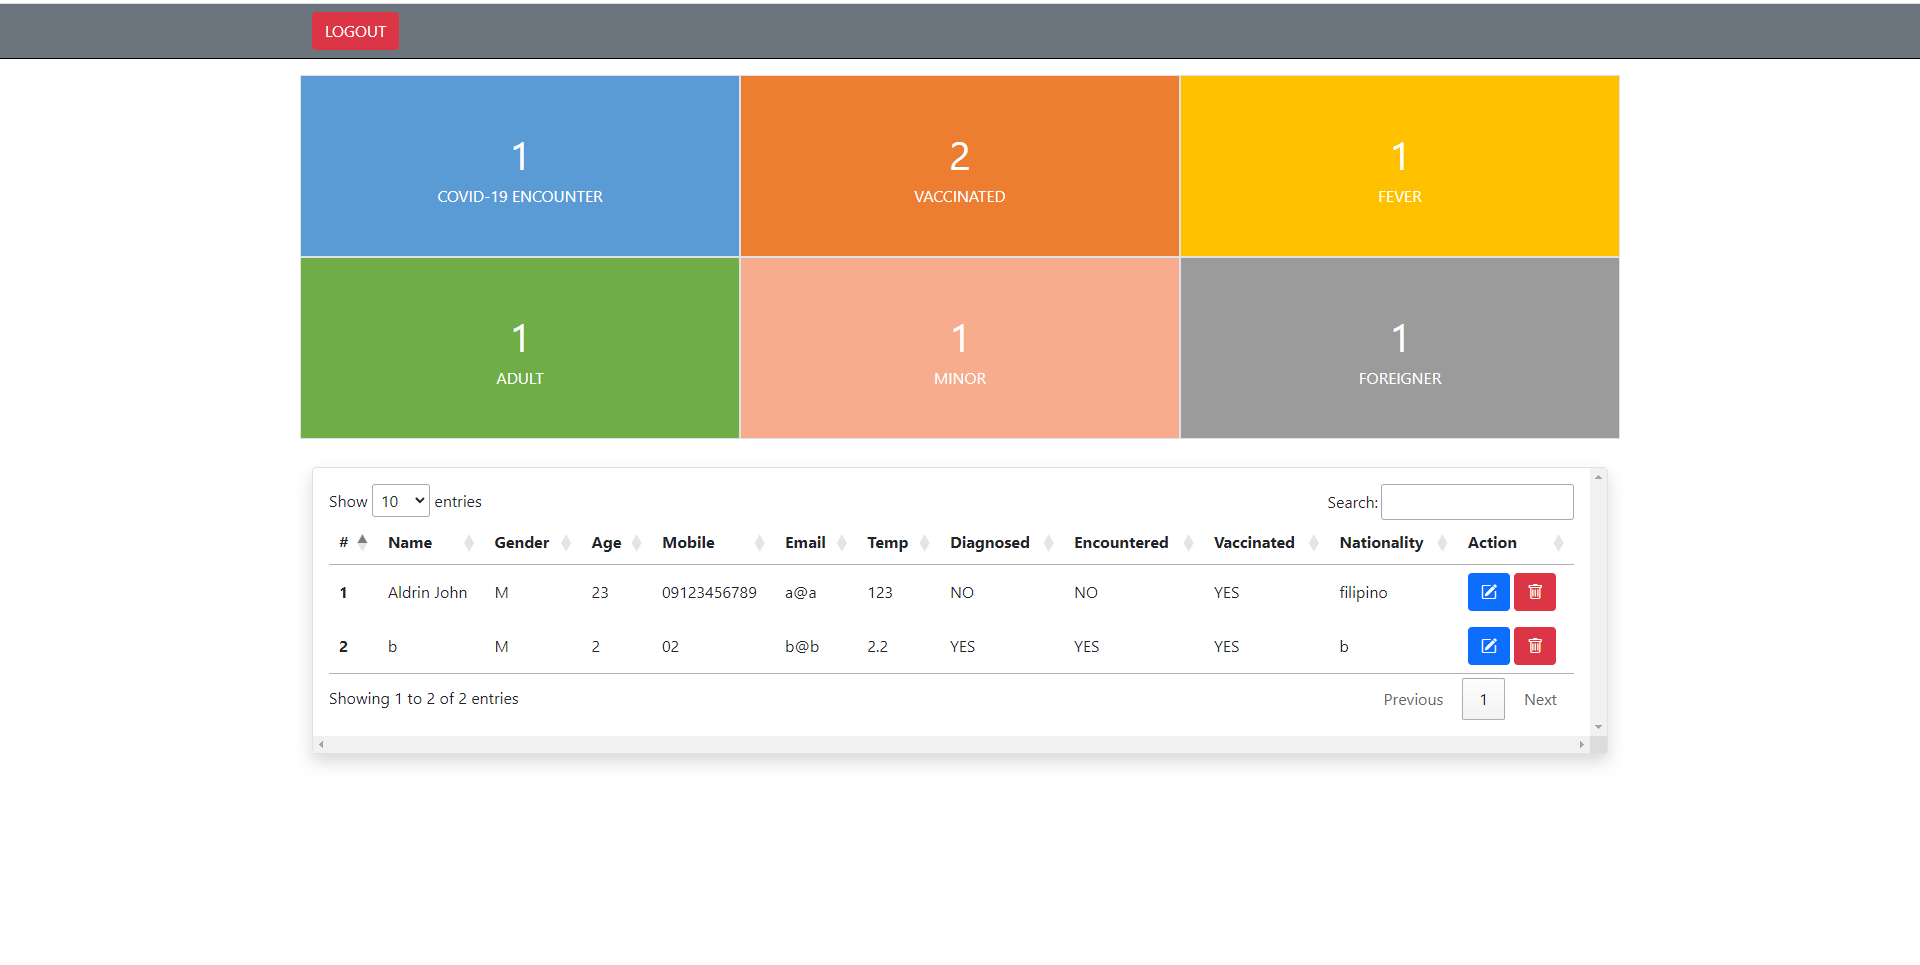 LOGOUT
1
COVID-19 ENCOUNTER
2
VACCINATED
1
FEVER
1
ADULT
1
MINOR
1
FOREIGNER
Show 10 entries
Search:
# Name Gender Age Mobile Email Temp Diagnosed Encountered Vaccinated Nationality Action
1 Aldrin John M 23 09123456789 a@a 123 NO NO YES filipino
2 b M 2 02 b@b 2.2 YES YES YES b
Showing 1 to 2 of 2 entries
Previous 1 Next